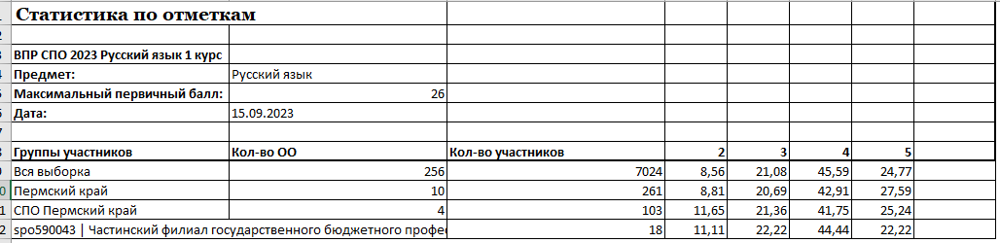 Статистика по отметкам
ВПР СПО 2023 Русский язык 1 курс
Предмет: Русский язык
Максимальный первичный балл: 26
Дата: 15.09.2023
Группы участников Кол-во ОО Кол-во участников 2 3 4 5
Вся выборка 256 7024 8,56 21,08 45,59 24,77
Пермский край 10 261 8,81 20,69 42,91 27,59
СПО Пермский край 4 103 11,65 21,36 41,75 25,24
spo590043 | Частинский филиал государственного бюджетного профе 18 11,11 22,22 44,44 22,22